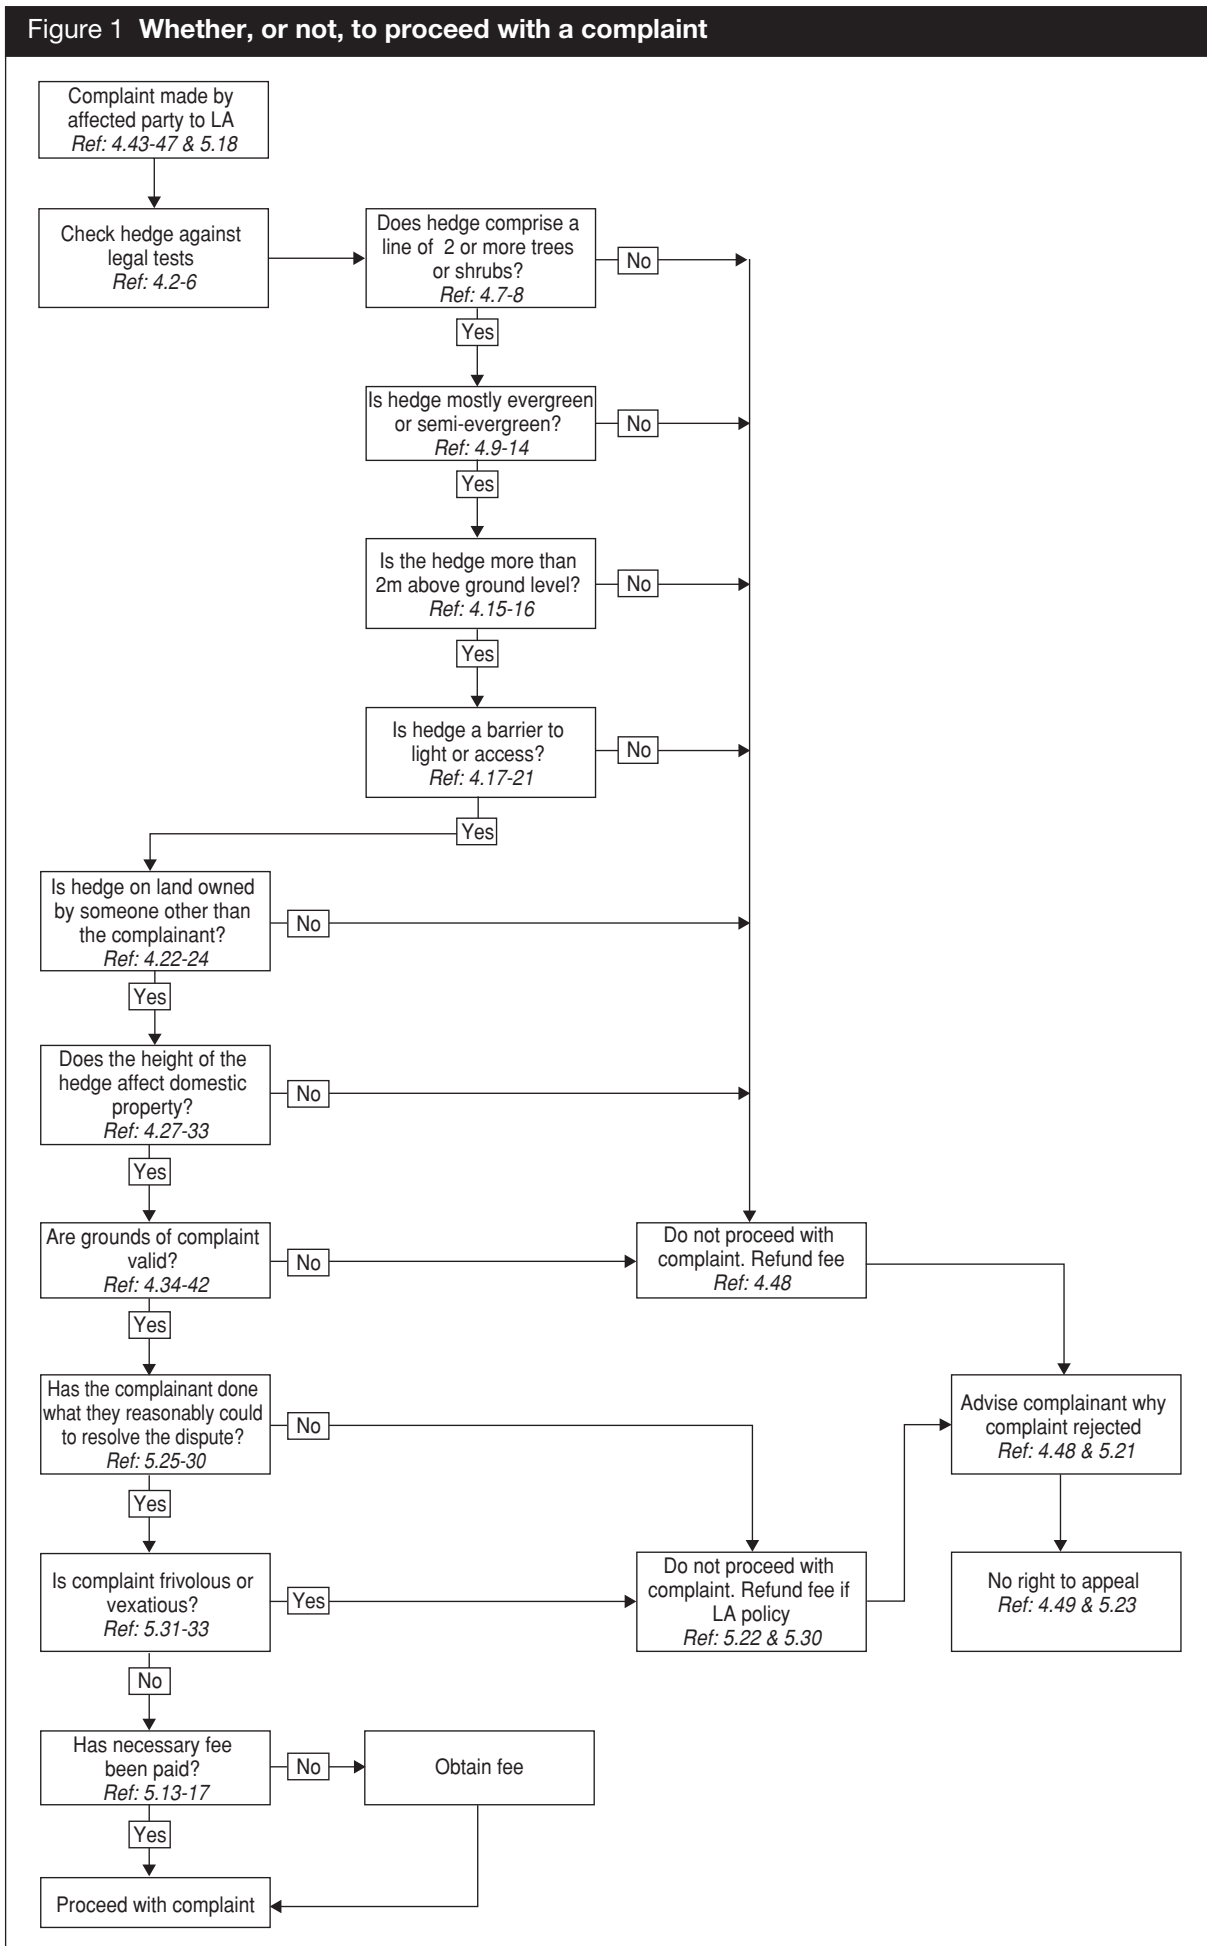 Figure 1 Whether, or not, to proceed with a complaint
Complaint made by
affected party to LA
Ref: 4.43-47 & 5.18
Check hedge against
legal tests
Ref: 4.2-6
Does hedge comprise a
line of 2 or more trees
or shrubs?
Ref: 4.7-8
No
Yes
Is hedge mostly evergreen
or semi-evergreen?
Ref: 4.9-14
No
Yes
Is the hedge more than
2m above ground level?
Ref: 4.15-16
No
Yes
Is hedge a barrier to
light or access?
Ref: 4.17-21
No
Yes
Is hedge on land owned
by someone other than
the complainant?
Ref: 4.22-24
No
Yes
Does the height of the
hedge affect domestic
property?
Ref: 4.27-33
No
Yes
Are grounds of complaint
valid?
Ref: 4.34-42
No
Do not proceed with
complaint. Refund fee
Ref: 4.48
Yes
Has the complainant done
what they reasonably could
to resolve the dispute?
Ref: 5.25-30
No
Advise complainant why
complaint rejected
Ref: 4.48 & 5.21
Yes
Is complaint frivolous or
vexatious?
Ref: 5.31-33
Yes
Do not proceed with
complaint. Refund fee if
LA policy
Ref: 5.22 & 5.30
No right to appeal
Ref: 4.49 & 5.23
No
Has necessary fee
been paid?
Ref: 5.13-17
No
Obtain fee
Yes
Proceed with complaint